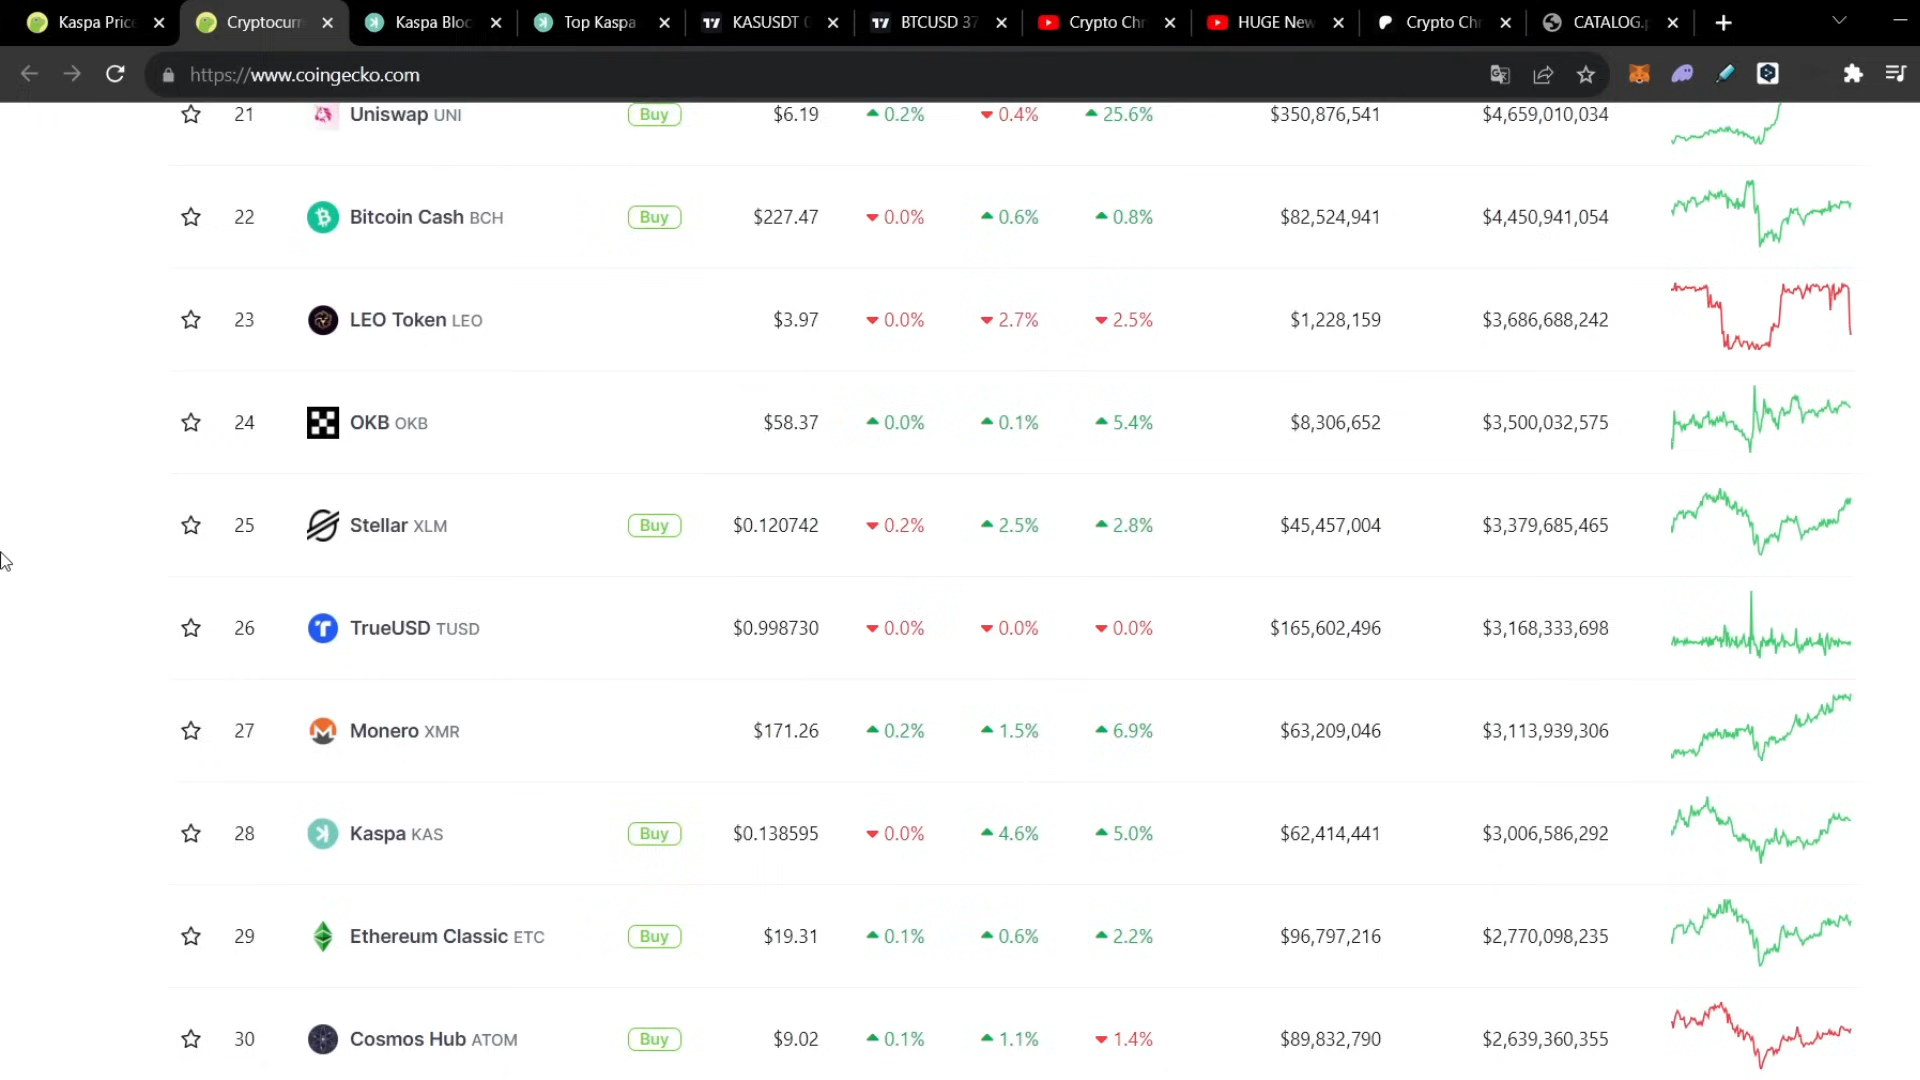 Kaspa Price
Cryptocurr
Kaspa Bloc
Top Kaspa
KASUSDT
BTCUSD 37
Crypto Chr
HUGE New
Crypto Chr
CATALOG.p
https://www.coingecko.com
21 Uniswap UNI Buy $6.19 0.2% 0.4% 25.6% $350,876,541 $4,659,010,034
22 Bitcoin Cash BCH Buy $227.47 0.0% 0.6% 0.8% $82,524,941 $4,450,941,054
23 LEO Token LEO $3.97 0.0% 2.7% 2.5% $1,228,159 $3,686,688,242
24 OKB OKB $58.37 0.0% 0.1% 5.4% $8,306,652 $3,500,032,575
25 Stellar XLM Buy $0.120742 0.2% 2.5% 2.8% $45,457,004 $3,379,685,465
26 TrueUSD TUSD $0.998730 0.0% 0.0% 0.0% $165,602,496 $3,168,333,698
27 Monero XMR $171.26 0.2% 1.5% 6.9% $63,209,046 $3,113,939,306
28 Kaspa KAS Buy $0.138595 0.0% 4.6% 5.0% $62,414,441 $3,006,586,292
29 Ethereum Classic ETC Buy $19.31 0.1% 0.6% 2.2% $96,797,216 $2,770,098,235
30 Cosmos Hub ATOM Buy $9.02 0.1% 1.1% 1.4% $89,832,790 $2,639,360,355